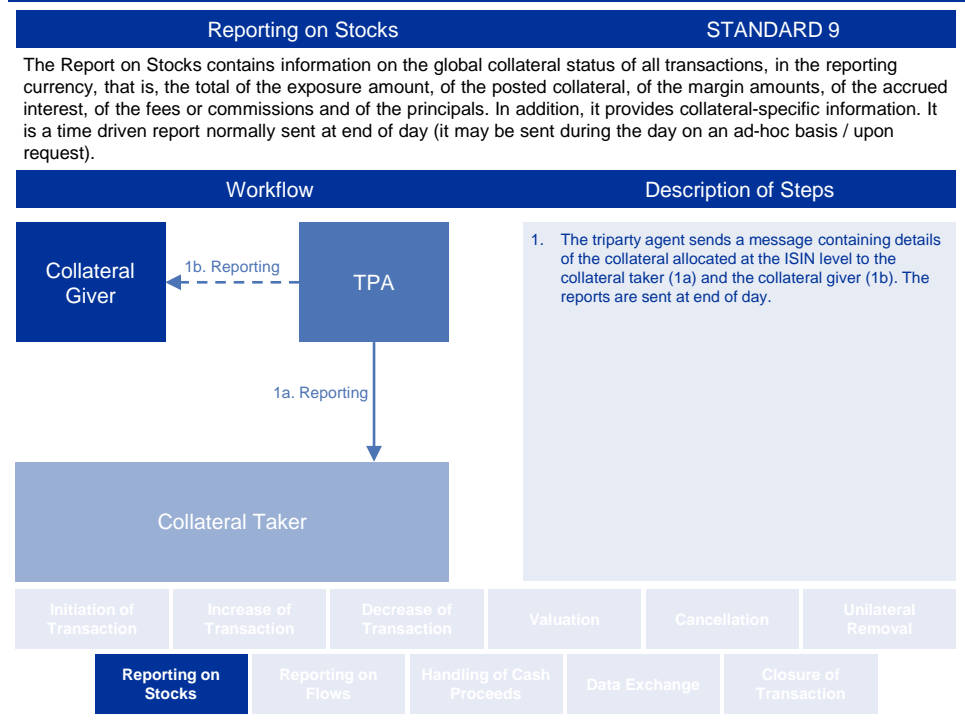 Reporting on Stocks
STANDARD 9
The Report on Stocks contains information on the global collateral status of all transactions, in the reporting
currency, that is, the total of the exposure amount, of the posted collateral, of the margin amounts, of the accrued
interest, of the fees or commissions and of the principals. In addition, it provides collateral-specific information. It
is a time driven report normally sent at end of day (it may be sent during the day on an ad-hoc basis / upon
request).
Workflow
Description of Steps
Collateral
Giver
1b. Reporting
TPA
1a. Reporting
Collateral Taker
1. The triparty agent sends a message containing details
of the collateral allocated at the ISIN level to the
collateral taker (1a) and the collateral giver (1b). The
reports are sent at end of day.
Initiation of
Transaction
Increase of
Transaction
Decrease of
Transaction
Valuation
Cancellation
Unilateral
Removal
Reporting on
Stocks
Reporting on
Flows
Handling of Cash
Proceeds
Data Exchange
Closure of
Transaction